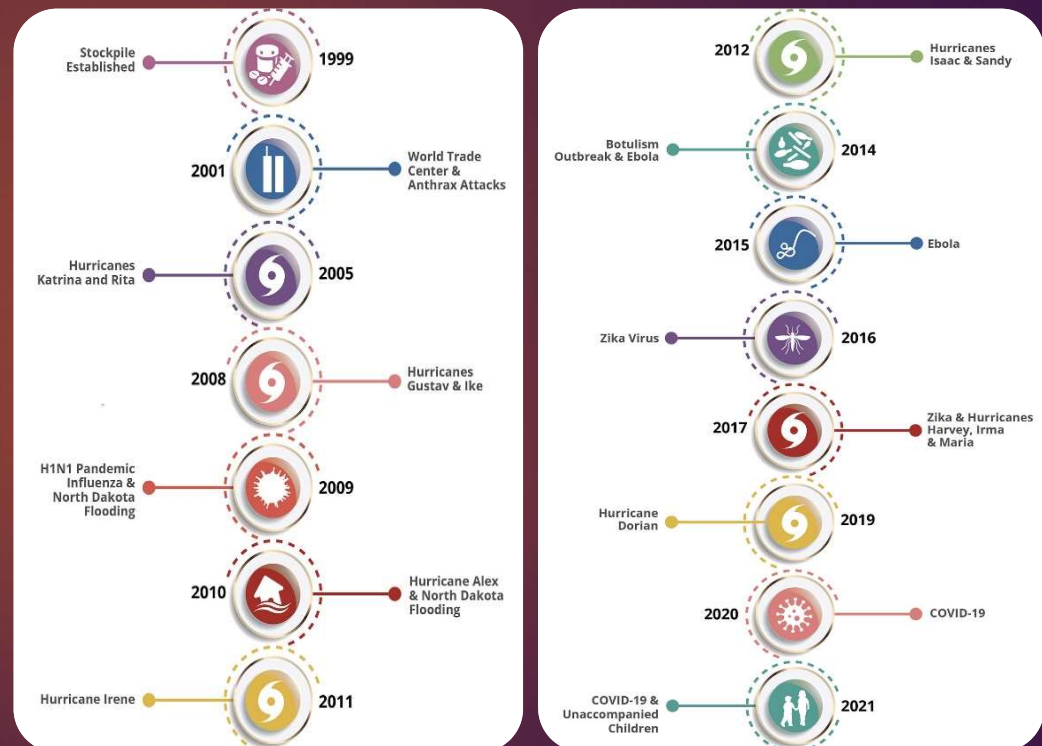 Stockpile
Established
1999
2001
World Trade
Center &
Anthrax Attacks
Hurricanes
Katrina and Rita
2005
2008
Hurricanes
Gustav & Ike
H1N1 Pandemic
Influenza &
North Dakota
Flooding
2009
2010
Hurricane Alex
& North Dakota
Flooding
Hurricane Irene
2011
2012
Hurricanes
Isaac & Sandy
Botulism
Outbreak & Ebola
2014
2015
Ebola
Zika Virus
2016
2017
Zika & Hurricanes
Harvey, Irma
& Maria
Hurricane
Dorian
2019
2020
COVID-19
COVID-19 &
Unaccompanied
Children
2021